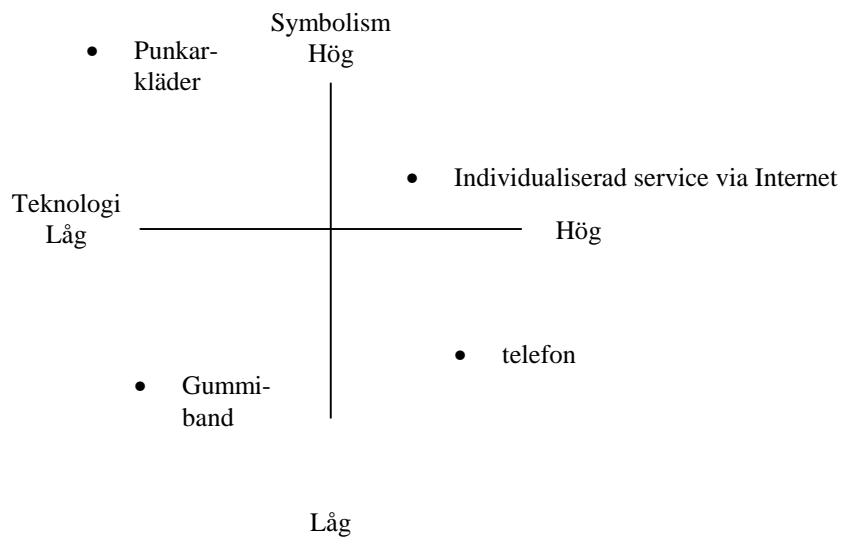 Symbolism
Hög
• Punkar-
kläder
• Individualiserad service via Internet
Teknologi
Låg
Hög
• telefon
• Gummi-
band
Låg